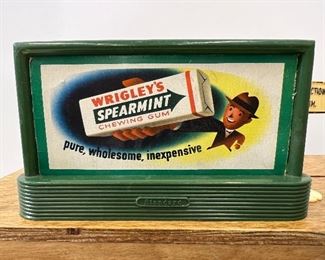 WRIGLEY'S
SPEARMINT
CHEWING GUM
pure, wholesome, inexpensive